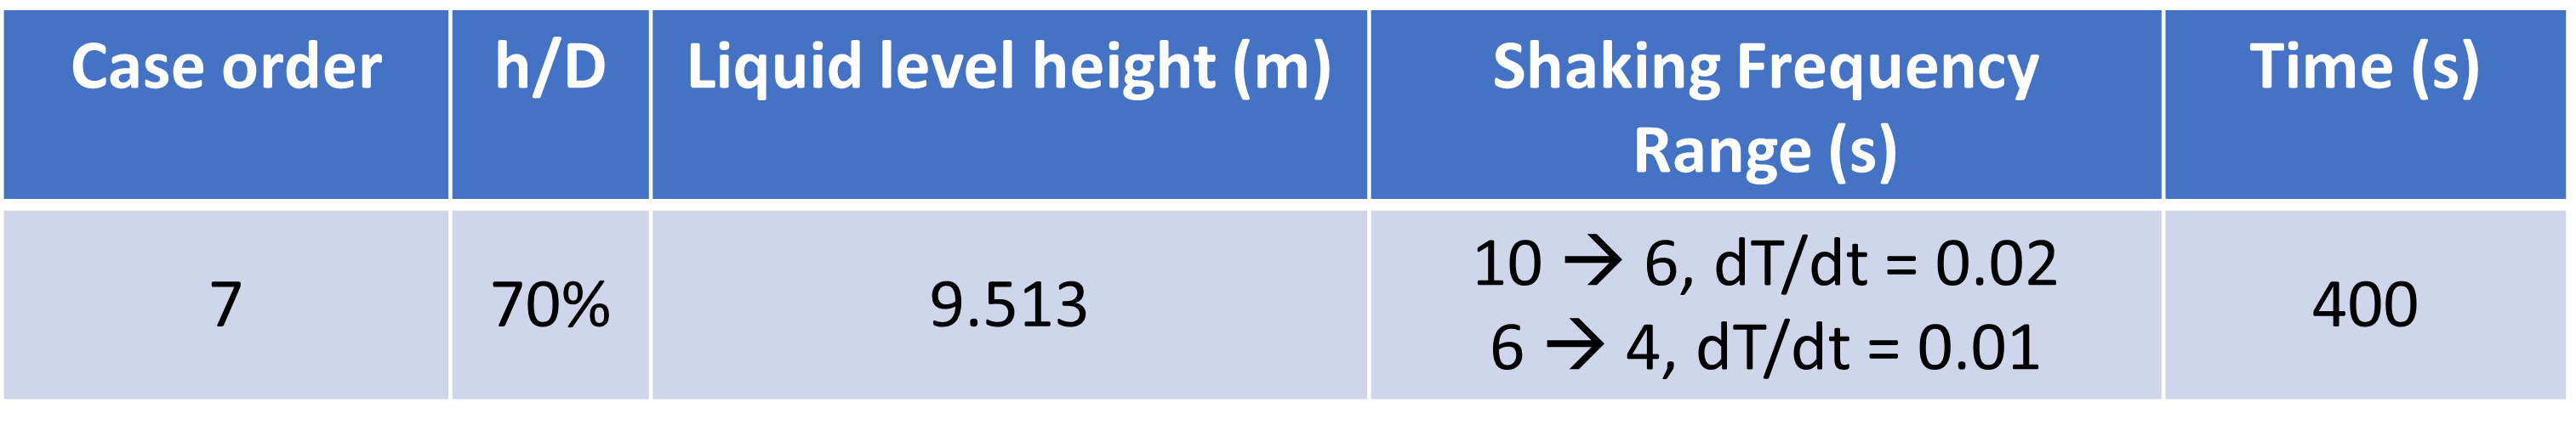 Case order h/D Liquid level height (m) Shaking Frequency Range (s) Time (s)
7 70% 9.513 10 → 6, dT/dt = 0.02 400
6 → 4, dT/dt = 0.01